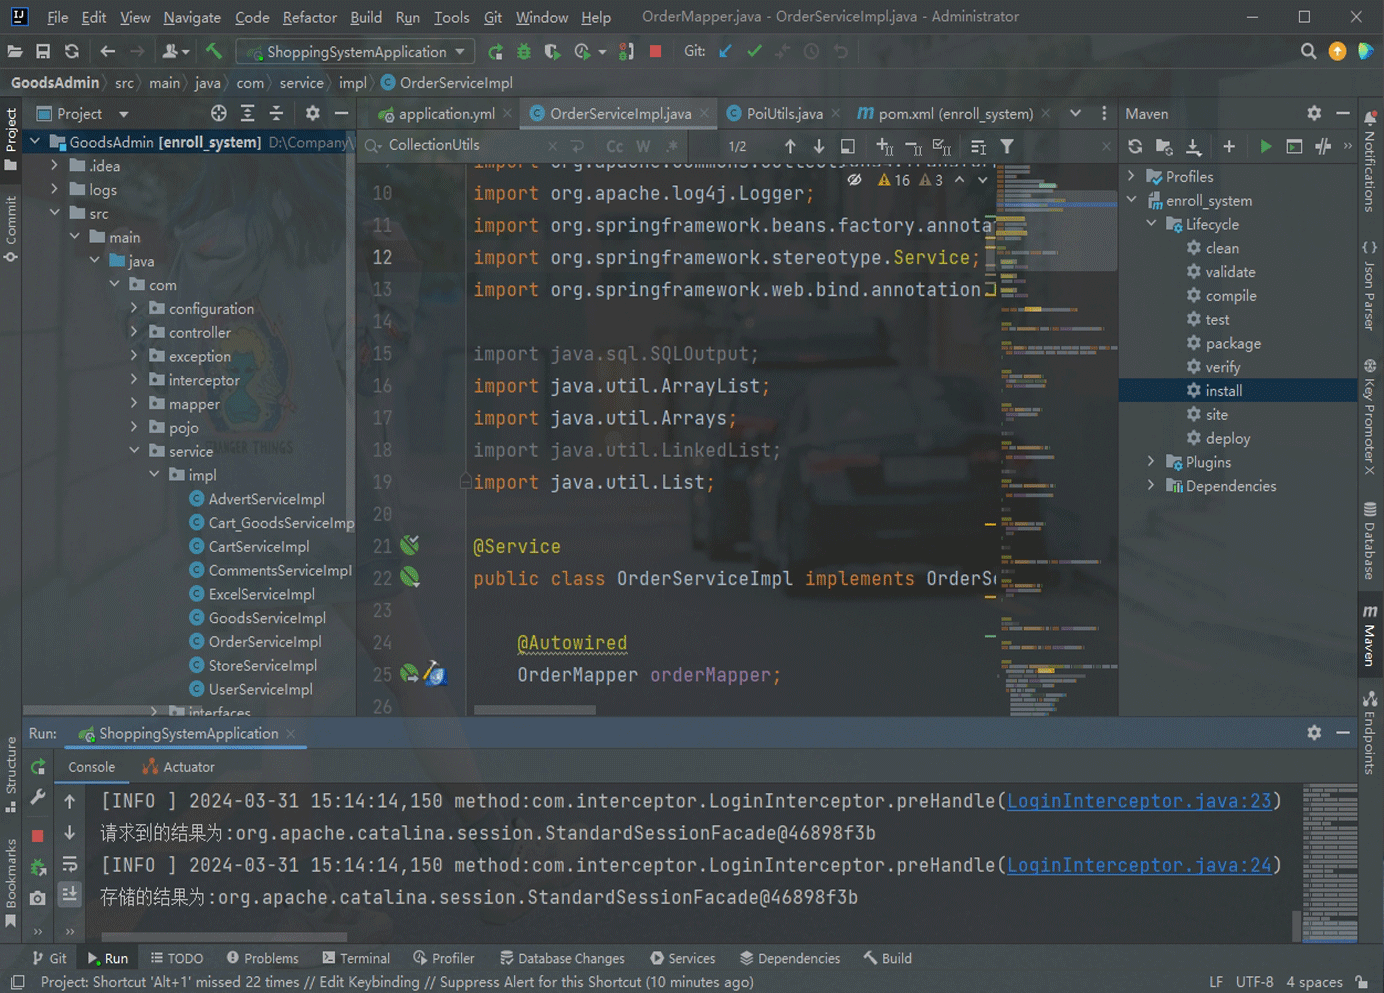 File Edit View Navigate Code Refactor Build Run Tools Git Window Help OrderMapper.java - OrderServiceImpl.java - Administrator
ShoppingSystemApplication Git:
GoodsAdmin src main java com service impl OrderServiceImpl
Project application.yml OrderServiceImpl.java PoiUtils.java pom.xml (enroll_system) Maven
CollectionUtils Cc W .* 1/2
GoodsAdmin [enroll_system] D:\Company\
.idea
logs
src
main
java
com
configuration
controller
exception
interceptor
mapper
pojo
service
impl
AdvertServiceImpl
Cart_GoodsServiceImp
CartServiceImpl
CommentsServiceImpl
ExcelServiceImpl
GoodsServiceImpl
OrderServiceImpl
StoreServiceImpl
UserServiceImpl
interfaces
16 3
10 import org.apache.log4j.Logger;
11 import org.springframework.beans.factory.annota
12 import org.springframework.stereotype.Service;
13 import org.springframework.web.bind.annotation.
14
15 import java.sql.SQLOutput;
16 import java.util.ArrayList;
17 import java.util.Arrays;
18 import java.util.LinkedList;
19 import java.util.List;
20
21 @Service
22 public class OrderServiceImpl implements OrderSe
23
24 @Autowired
25 OrderMapper orderMapper;
26
Profiles
enroll_system
Lifecycle
clean
validate
compile
test
package
verify
install
site
deploy
Plugins
Dependencies
Project
Commit
Structure
Bookmarks
Notifications
Json Parser
Key Promoter X
Database
Maven
Endpoints
Run: ShoppingSystemApplication
Console Actuator
[INFO ] 2024-03-31 15:14:14,150 method:com.interceptor.LoginInterceptor.preHandle(LoginInterceptor.java:23)
请求到的结果为:org.apache.catalina.session.StandardSessionFacade@46898f3b
[INFO ] 2024-03-31 15:14:14,150 method:com.interceptor.LoginInterceptor.preHandle(LoginInterceptor.java:24)
存储的结果为:org.apache.catalina.session.StandardSessionFacade@46898f3b
Git Run TODO Problems Terminal Profiler Database Changes Services Dependencies Build
Project: Shortcut 'Alt+1' missed 22 times // Edit Keybinding // Suppress Alert for this Shortcut (10 minutes ago) LF UTF-8 4 spaces